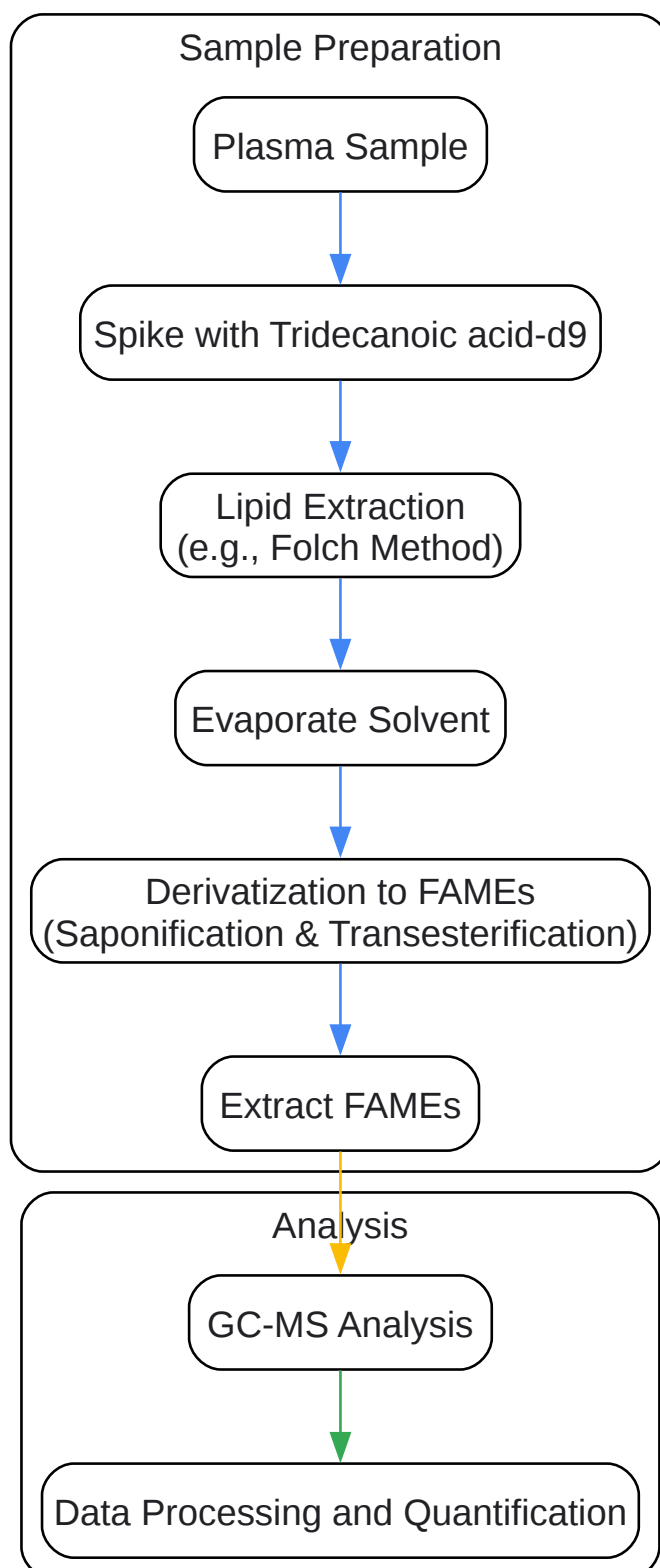 Sample Preparation
Plasma Sample
Spike with Tridecanoic acid-d9
Lipid Extraction
(e.g., Folch Method)
Evaporate Solvent
Derivatization to FAMEs
(Saponification & Transesterification)
Extract FAMEs
Analysis
GC-MS Analysis
Data Processing and Quantification